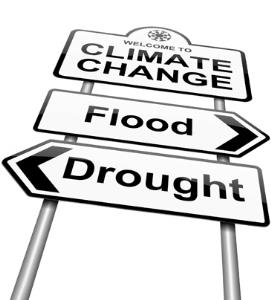 WELCOME TO
CLIMATE
CHANGE
Flood
Drought